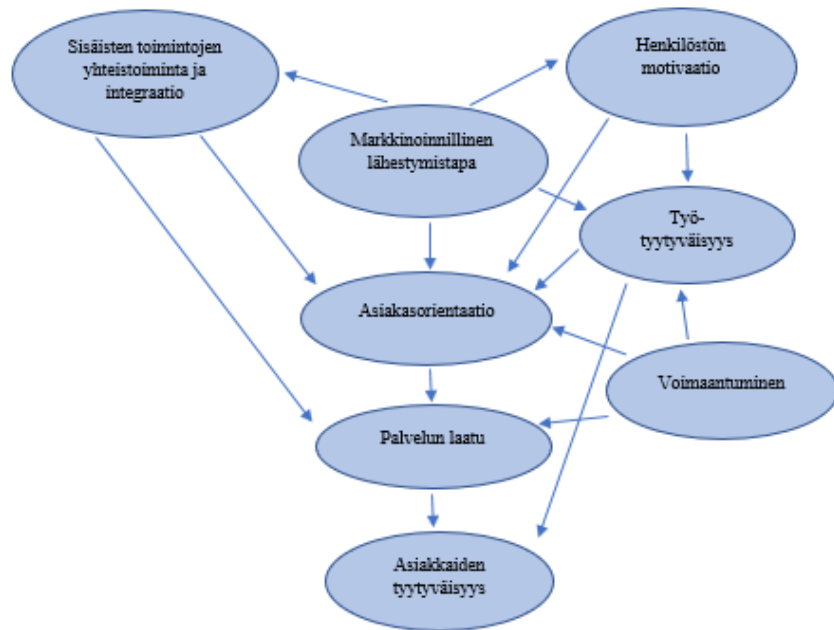 Sisäisten toimintojen
yhteistoiminta ja
integraatio
Henkilöstön
motivaatio
Markkinoinnillinen
lähestymistapa
Työ-
tyytyväisyys
Asiakasorientaatio
Voimaantuminen
Palvelun laatu
Asiakkaiden
tyytyväisyys